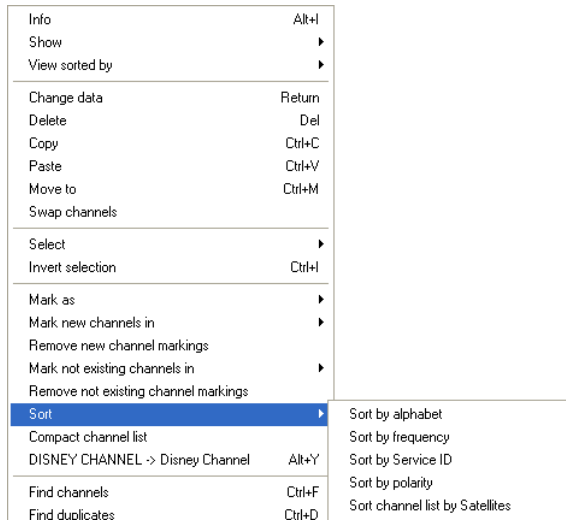 Info Alt+I
Show
View sorted by
Change data Return
Delete Del
Copy Ctrl+C
Paste Ctrl+V
Move to Ctrl+M
Swap channels
Select
Invert selection Ctrl+I
Mark as
Mark new channels in
Remove new channel markings
Mark not existing channels in
Remove not existing channel markings
Sort
Compact channel list
DISNEY CHANNEL -> Disney Channel Alt+Y
Find channels Ctrl+F
Find duplicates Ctrl+D
Sort by alphabet
Sort by frequency
Sort by Service ID
Sort by polarity
Sort channel list by Satellites